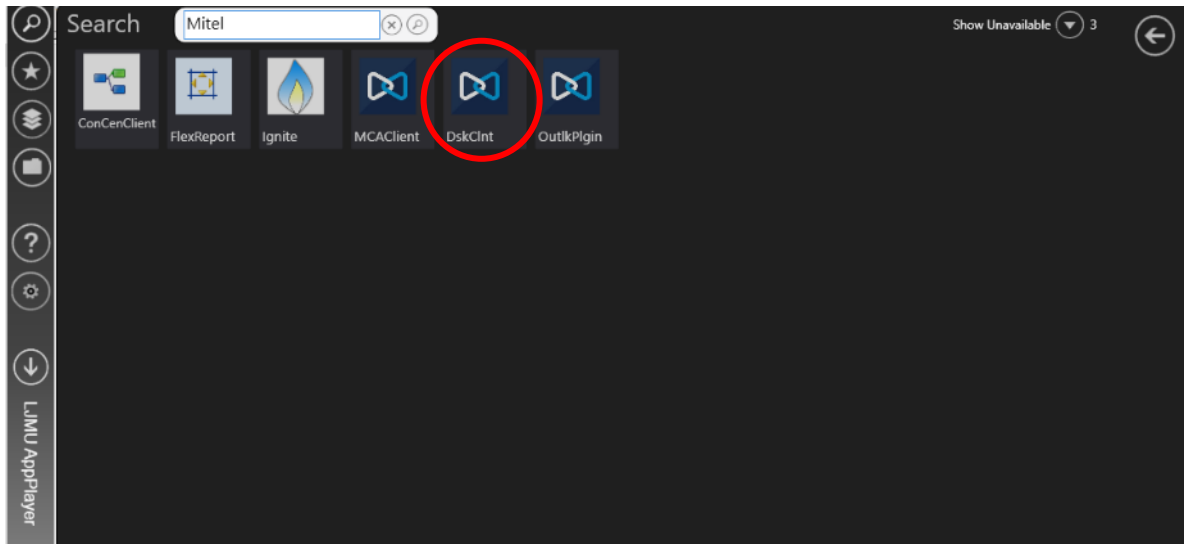 Search
Mitel
Show Unavailable 3
ConCenClient
FlexReport
Ignite
MCAClient
DskClnt
OutlkPlgin
?
LJMU AppPlayer